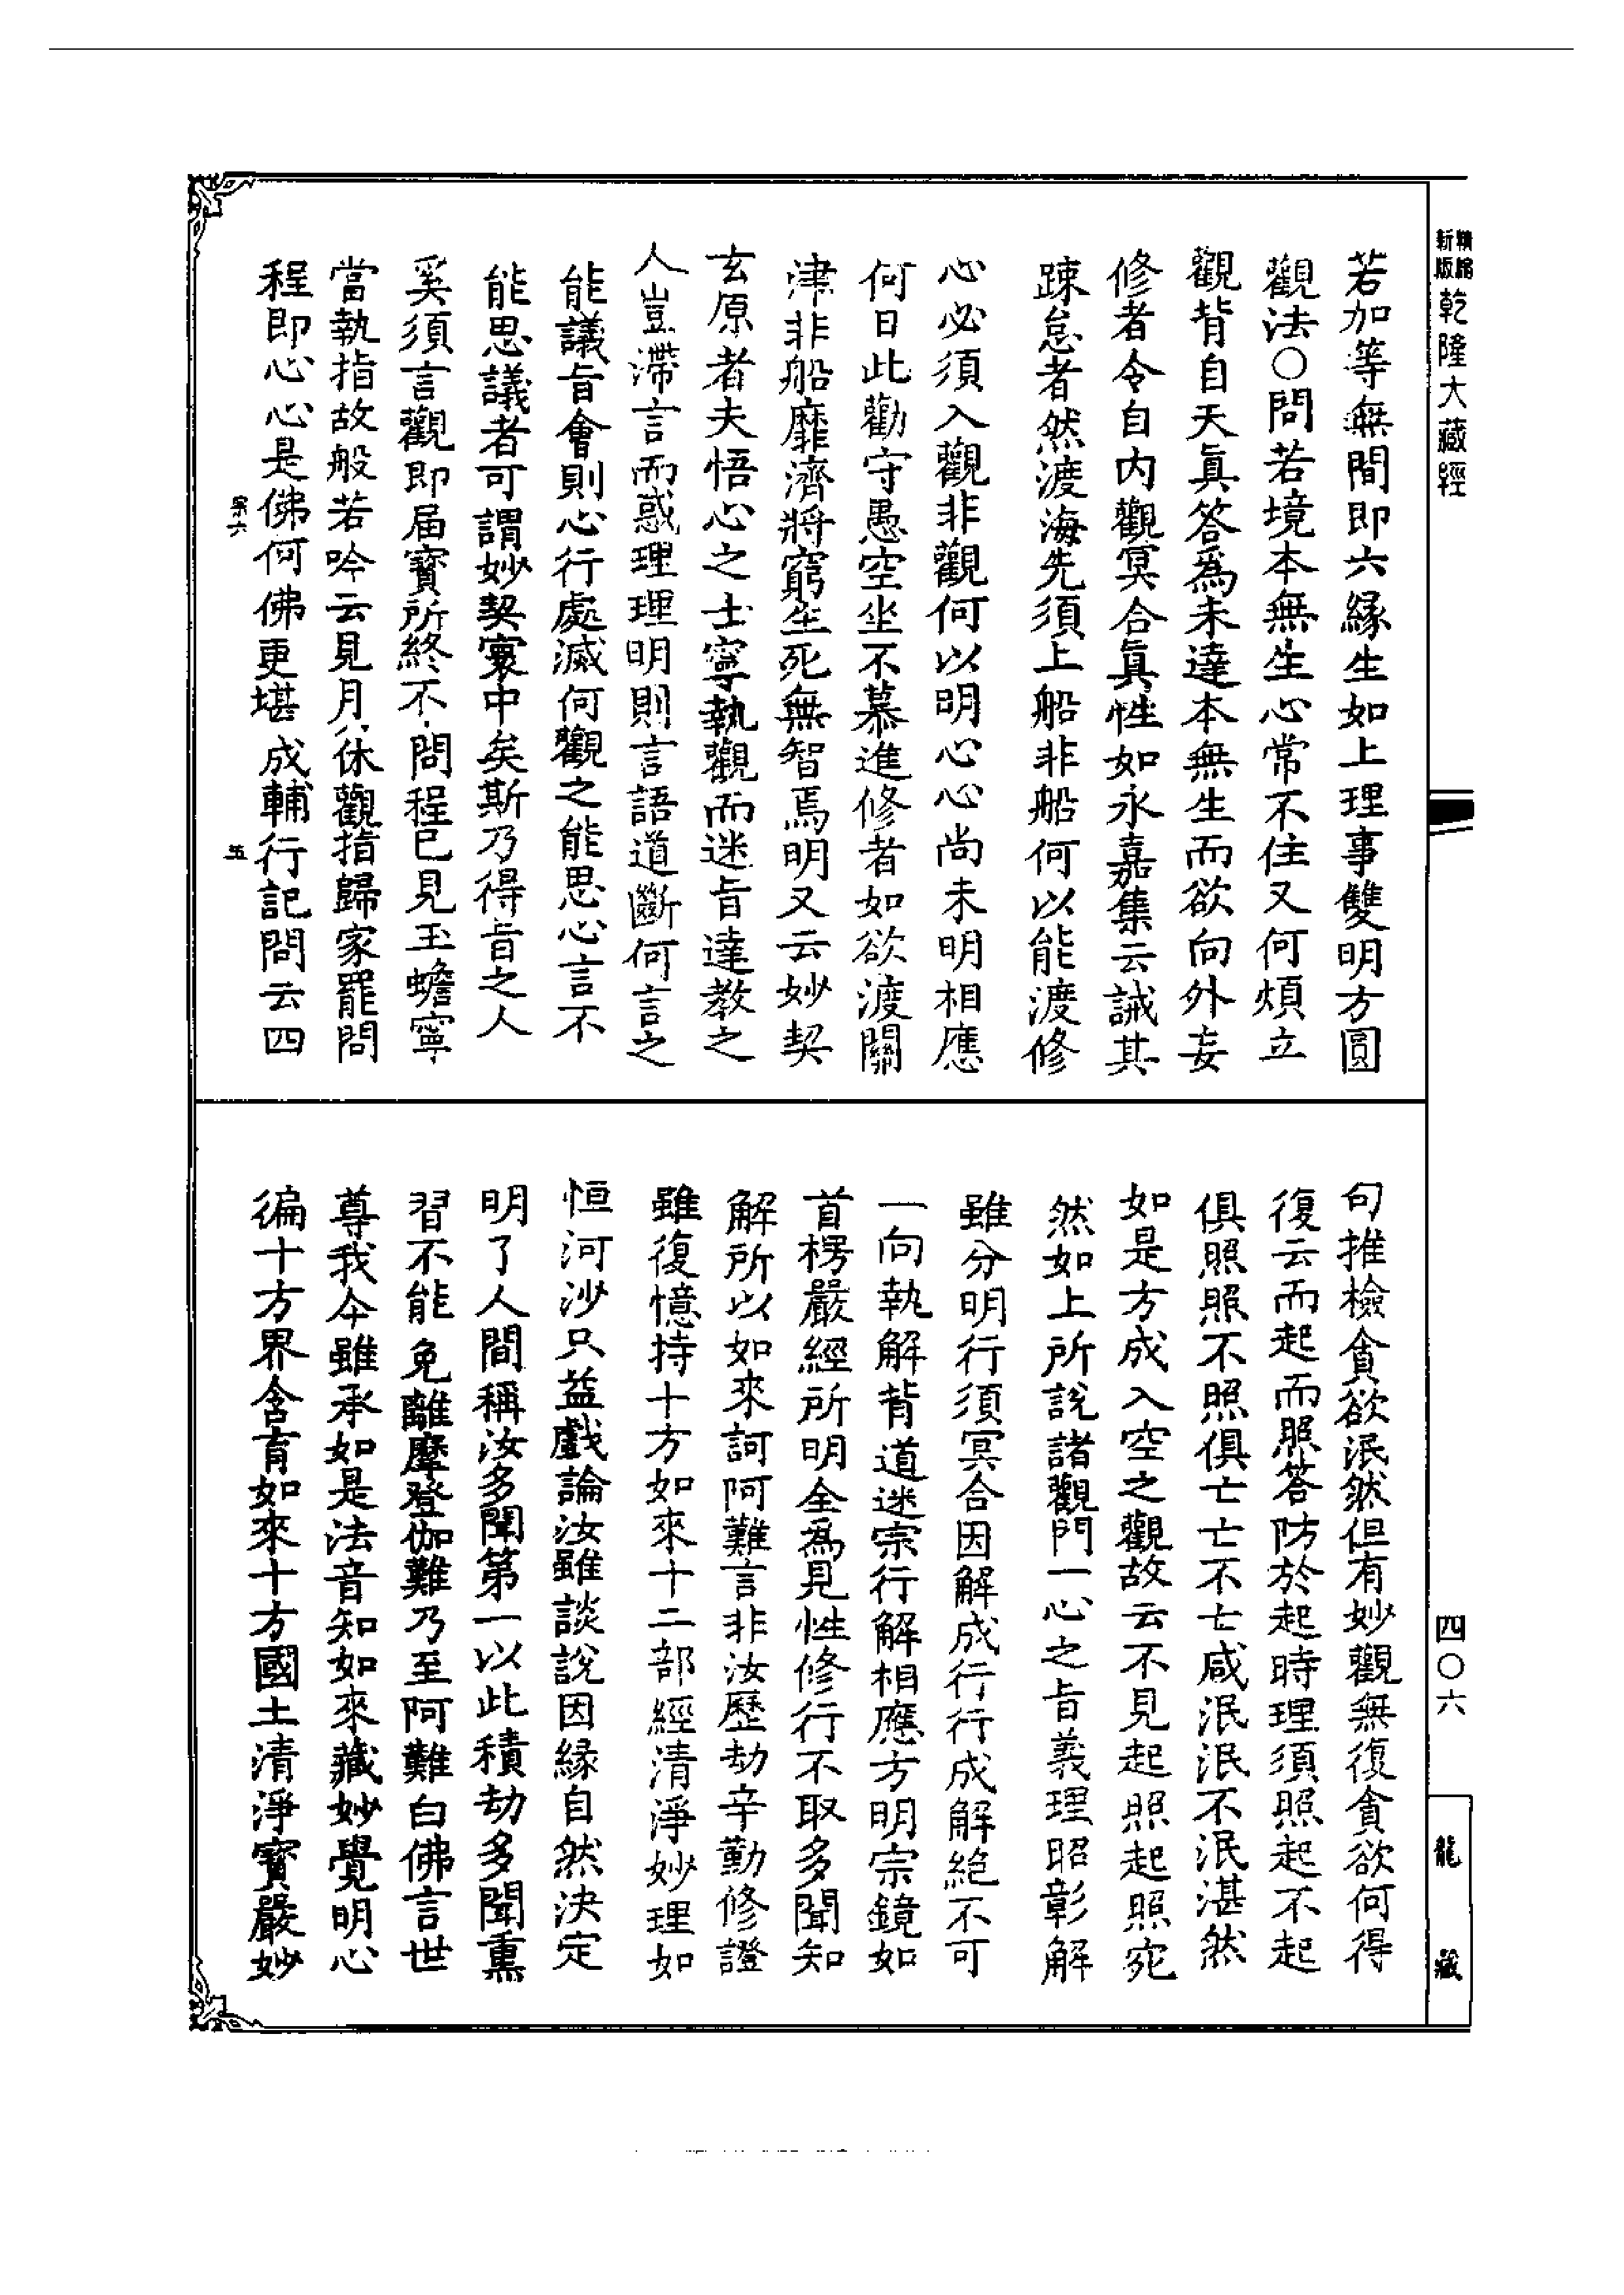 新編縮版乾隆大藏經
若加等無間即六緣生如上理事雙明方圓
觀法○問若境本無生心常不住又何煩立
觀背自天真答為未達本無生而欲向外妄
修者令自內觀冥合真性如永嘉集云誡其
踈怠者然渡海先須上船非船何以能渡修
心必須入觀非觀何以明心心尚未明相應
何日此勸守愚空坐不慕進修者如欲渡關
津非船靡濟將窮生死無智焉明又云妙契
玄原者夫悟心之士寧執觀而迷旨達教之
人豈滯言而惑理理明則言語道斷何言之
能議旨會則心行處滅何觀之能思心言不
能思議者可謂妙契寰中矣斯乃得旨之人
奚須言觀即届寶所終不問程已見玉蟾寧
當執指故般若吟云見月休觀指歸家罷問
程即心心是佛何佛更堪成輔行記問云四
宗六 五
句推檢貪欲泯然但有妙觀無復貪欲何得
復云而起而照答防於起時理須照起不起
俱照照不照俱亡亡不亡咸泯泯不泯湛然
如是方成入空之觀故云不見起照起照宛
然如上所說諸觀門一心之旨義理昭彰解
雖分明行須冥合因解成行行成解絕不可
一向執解背道迷宗行解相應方明宗鏡如
首楞嚴經所明全為見性修行不取多聞知
解所以如來訶阿難言非汝歷劫辛勤修證
雖復憶持十方如來十二部經清淨妙理如
恒河沙只益戲論汝雖談說因緣自然決定
明了人間稱汝多聞第一以此積劫多聞熏
習不能免離摩登伽難乃至阿難白佛言世
尊我今雖承如是法音知如來藏妙覺明心
徧十方界含育如來十方國土清淨寶嚴妙
四○六
龍藏